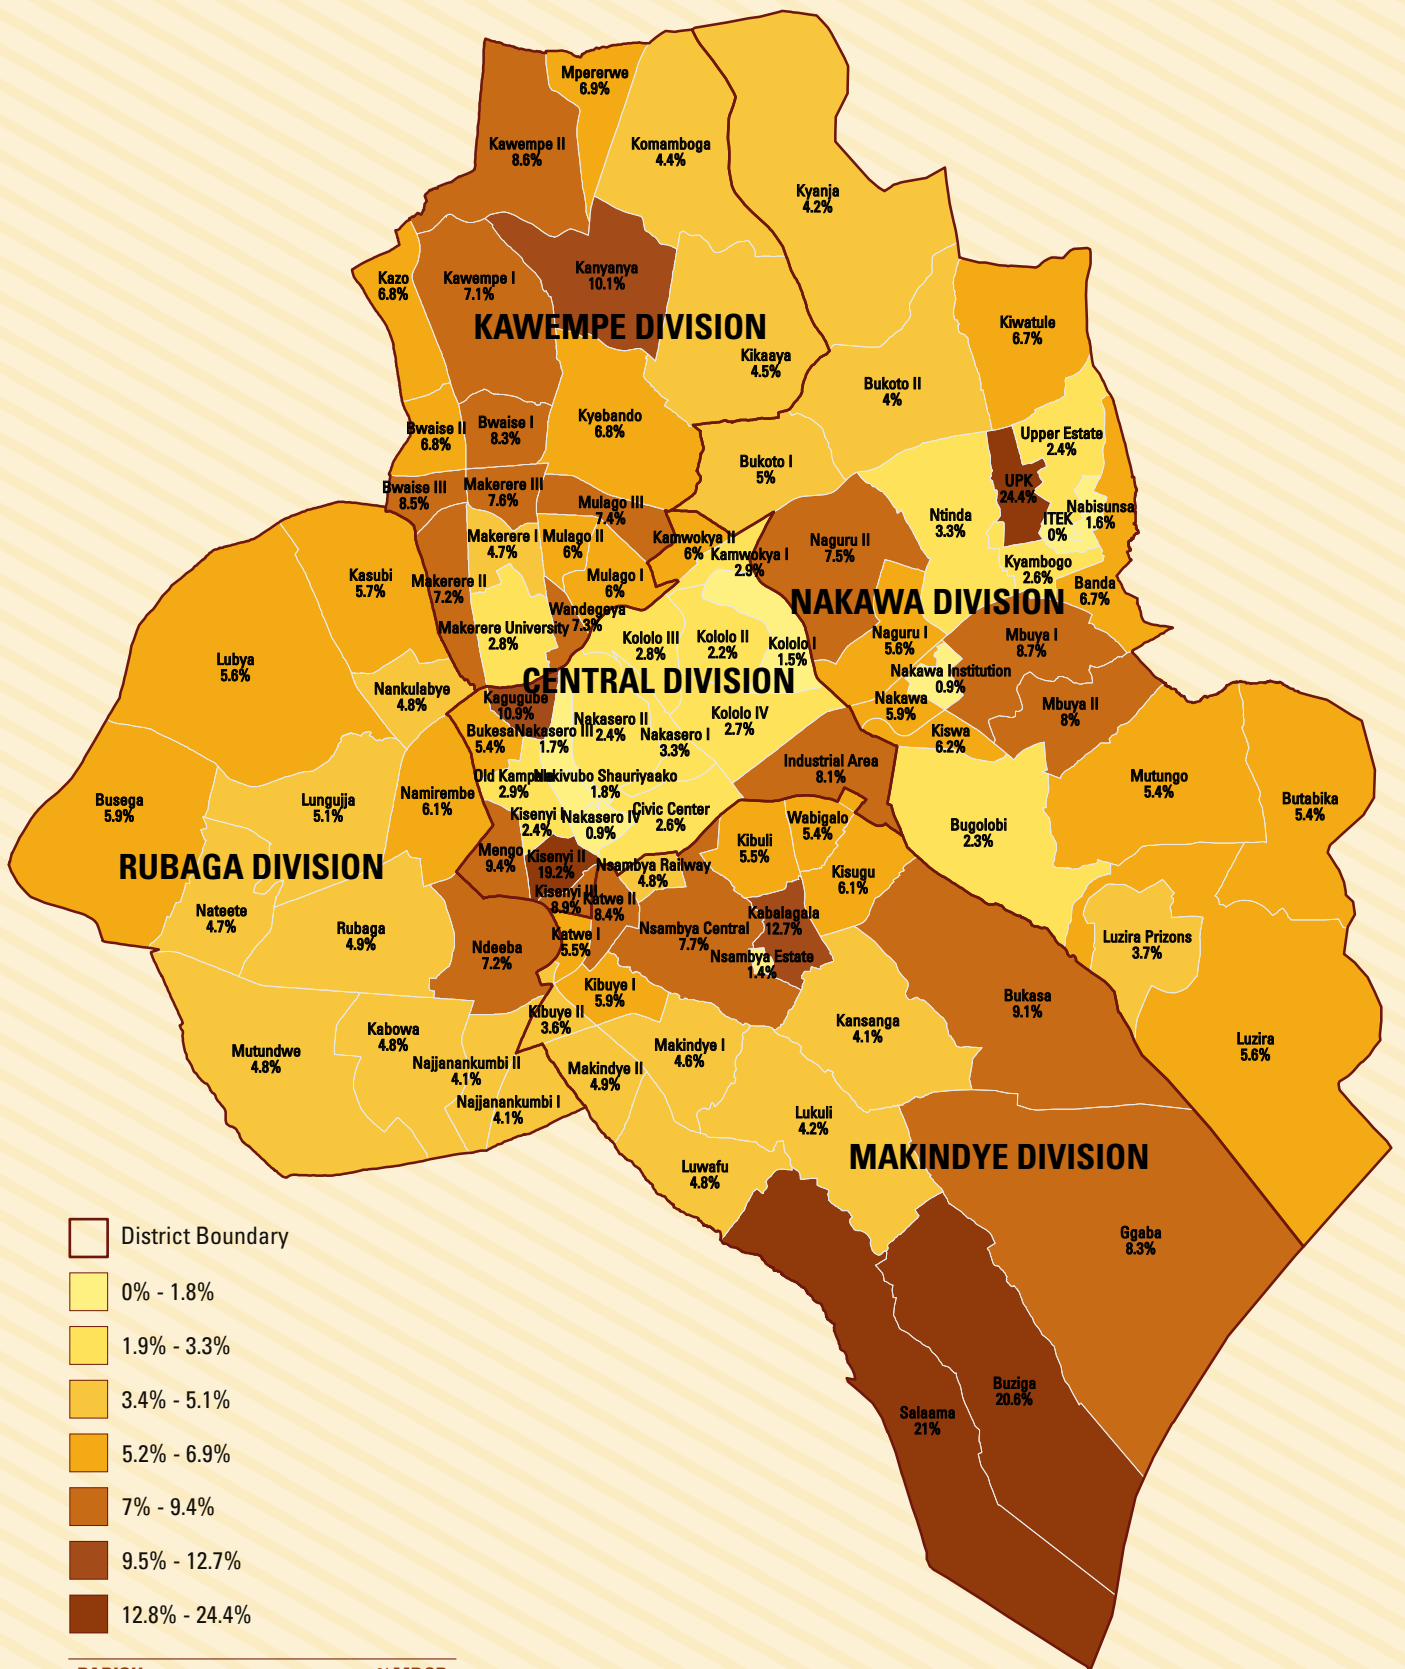 Mpererwe
6.9%
Kawempe II
8.6%
Komamboga
4.4%
Kyanja
4.2%
Kanyanya
10.1%
Kazo
6.8%
Kawempe I
7.1%
KAWEMPE DIVISION
Kiwatule
6.7%
Kikaaya
4.5%
Bukoto II
4%
Bwaise II
6.8%
Bwaise I
8.3%
Kyebando
6.8%
Upper Estate
2.4%
Bukoto I
5%
Bwaise III
8.5%
Makerere III
7.6%
Mulago III
7.4%
UPK
24.4%
Nabisunsa
1.6%
ITEK
0%
Ntinda
3.3%
Makerere I
4.7%
Mulago II
6%
Kamwokya II
6%
Kamwokya I
2.9%
Naguru II
7.5%
Kyambogo
2.6%
Banda
6.7%
Kasubi
5.7%
Makerere II
7.2%
Mulago I
6%
NAKAWA DIVISION
Wandegeya
7.3%
Makerere University
2.8%
Kololo III
2.8%
Kololo II
2.2%
Kololo I
1.5%
Naguru I
5.6%
Mbuya I
8.7%
Lubya
5.6%
Nankulabye
4.8%
CENTRAL DIVISION
Nakawa Institution
0.9%
Kagugube
10.9%
Nakawa
5.9%
Mbuya II
8%
Bukesa
5.4%
Nakasero III
1.7%
Nakasero II
2.4%
Nakasero I
3.3%
Kololo IV
2.7%
Kiswa
6.2%
Industrial Area
8.1%
Mutungo
5.4%
Butabika
5.4%
Busega
5.9%
Lungujja
5.1%
Namirembe
6.1%
Old Kampala
2.9%
Nakivubo Shauriyaako
1.8%
Kisenyi I
2.4%
Nakasero IV
0.9%
Civic Center
2.6%
Wabigalo
5.4%
Bugolobi
2.3%
RUBAGA DIVISION
Mengo
9.4%
Kisenyi II
19.2%
Nsambya Railway
4.8%
Kibuli
5.5%
Kisugu
6.1%
Kisenyi III
8.9%
Katwe II
8.4%
Nateete
4.7%
Rubaga
4.9%
Ndeeba
7.2%
Katwe I
5.5%
Nsambya Central
7.7%
Kabalagala
12.7%
Nsambya Estate
1.4%
Luzira Prizons
3.7%
Kibuye I
5.9%
Kibuye II
3.6%
Bukasa
9.1%
Kansanga
4.1%
Mutundwe
4.8%
Kabowa
4.8%
Najjanankumbi II
4.1%
Makindye II
4.9%
Makindye I
4.6%
Luzira
5.6%
Najjanankumbi I
4.1%
Lukuli
4.2%
MAKINDYE DIVISION
Luwafu
4.8%
Ggaba
8.3%
Buziga
20.6%
Salaama
21%
District Boundary
0% - 1.8%
1.9% - 3.3%
3.4% - 5.1%
5.2% - 6.9%
7% - 9.4%
9.5% - 12.7%
12.8% - 24.4%